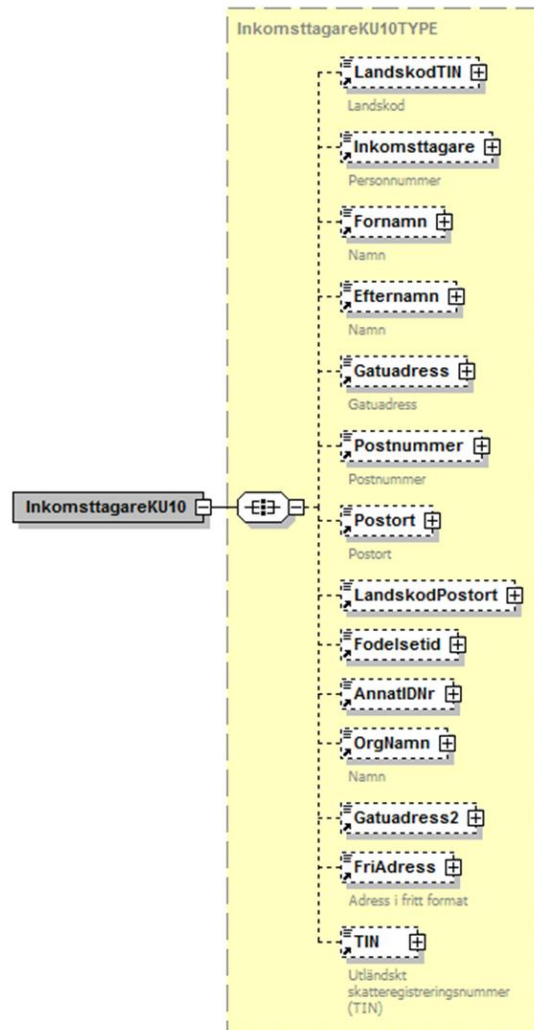 InkomsttagareKU10TYPE
LandskodTIN
Landskod
Inkomsttagare
Personnummer
Fornamn
Namn
Efternamn
Namn
Gatuadress
Gatuadress
Postnummer
Postnummer
InkomsttagareKU10
Postort
Postort
LandskodPostort
Fodelsetid
AnnatIDNr
OrgNamn
Namn
Gatuadress2
FriAdress
Adress i fritt format
TIN
Utländskt
skatteregistreringsnummer
(TIN)